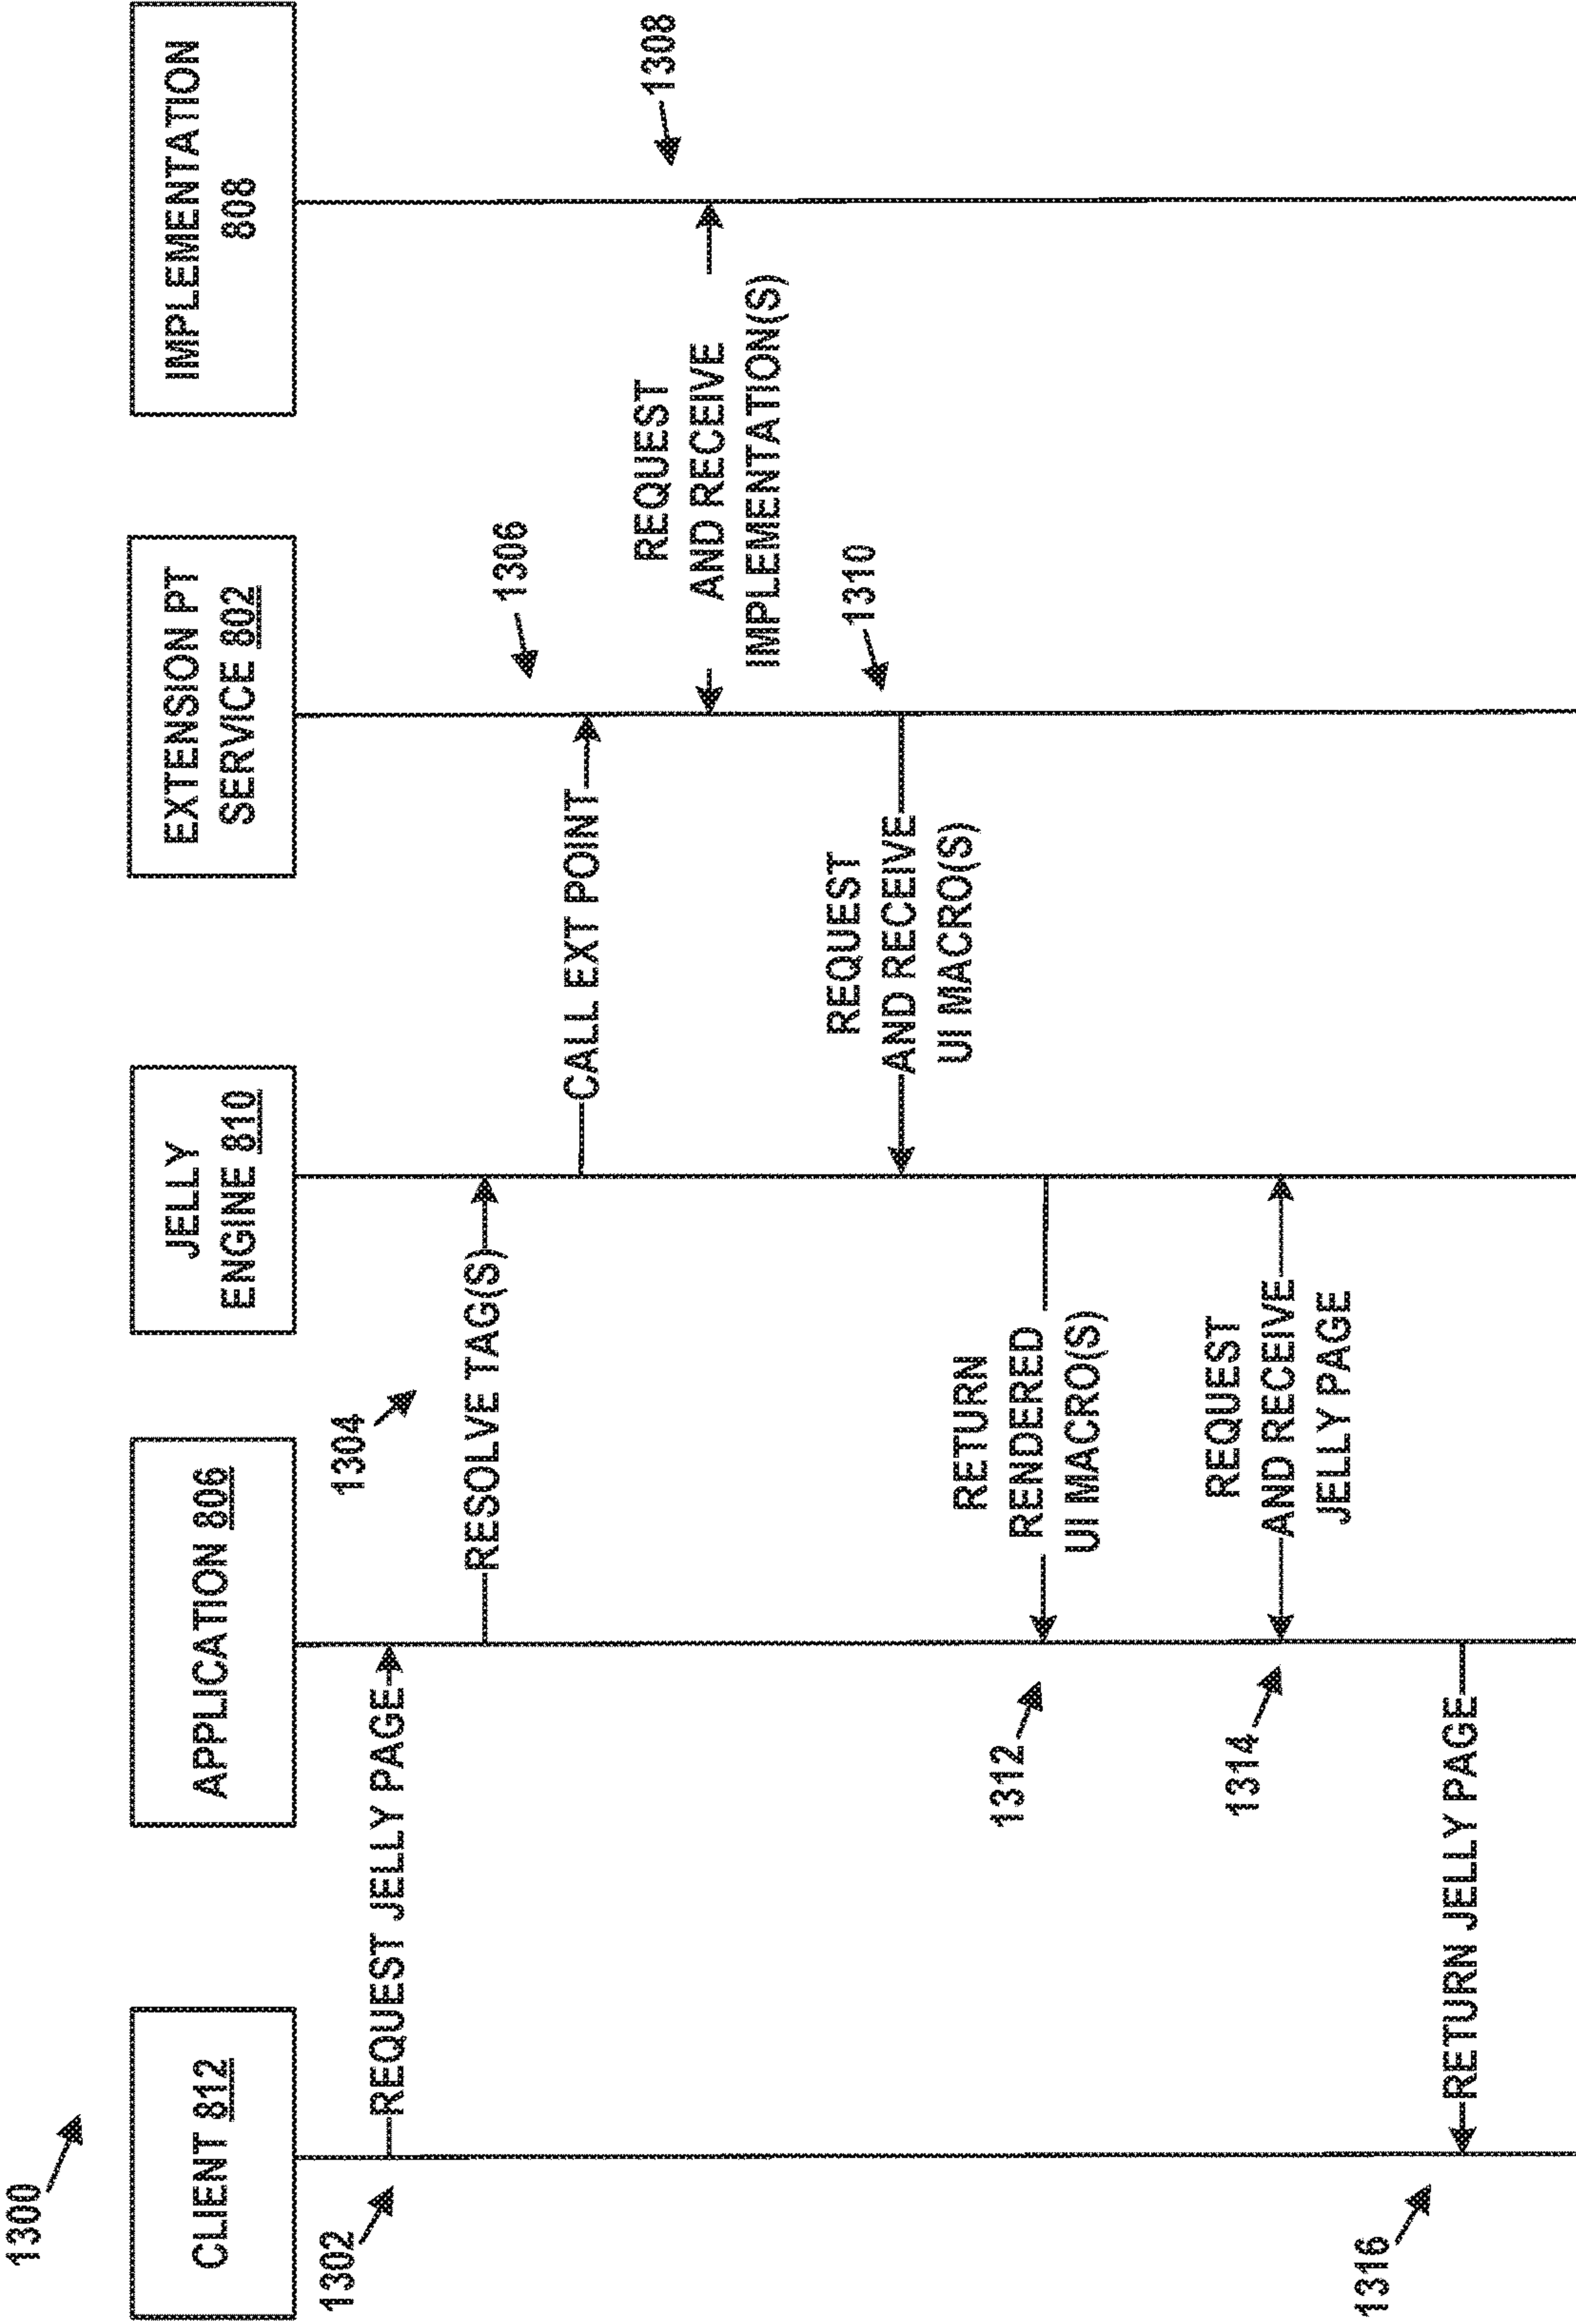 1300
CLIENT 812
APPLICATION 806
JELLY
ENGINE 810
EXTENSION PT
SERVICE 802
IMPLEMENTATION
808
1302
REQUEST JELLY PAGE
1304
RESOLVE TAG(S)
1306
CALL EXT POINT
1308
REQUEST
AND RECEIVE
IMPLEMENTATION(S)
1310
REQUEST
AND RECEIVE
UI MACRO(S)
1312
RETURN
RENDERED
UI MACRO(S)
1314
REQUEST
AND RECEIVE
JELLY PAGE
1316
RETURN JELLY PAGE